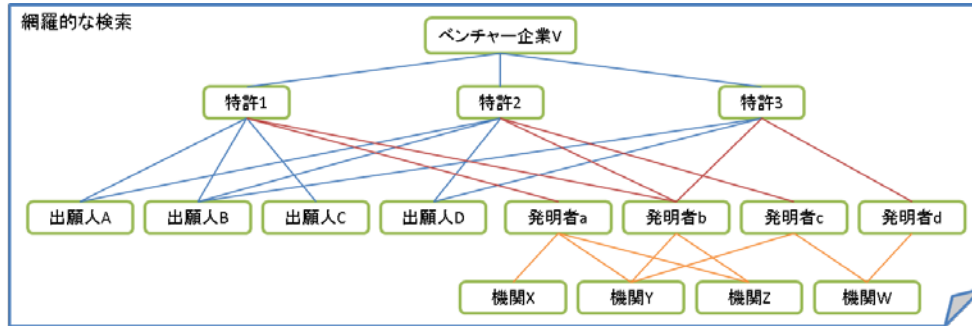 網羅的な検索
ベンチャー企業V
特許1
特許2
特許3
出願人A
出願人B
出願人C
出願人D
発明者a
発明者b
発明者c
発明者d
機関X
機関Y
機関Z
機関W